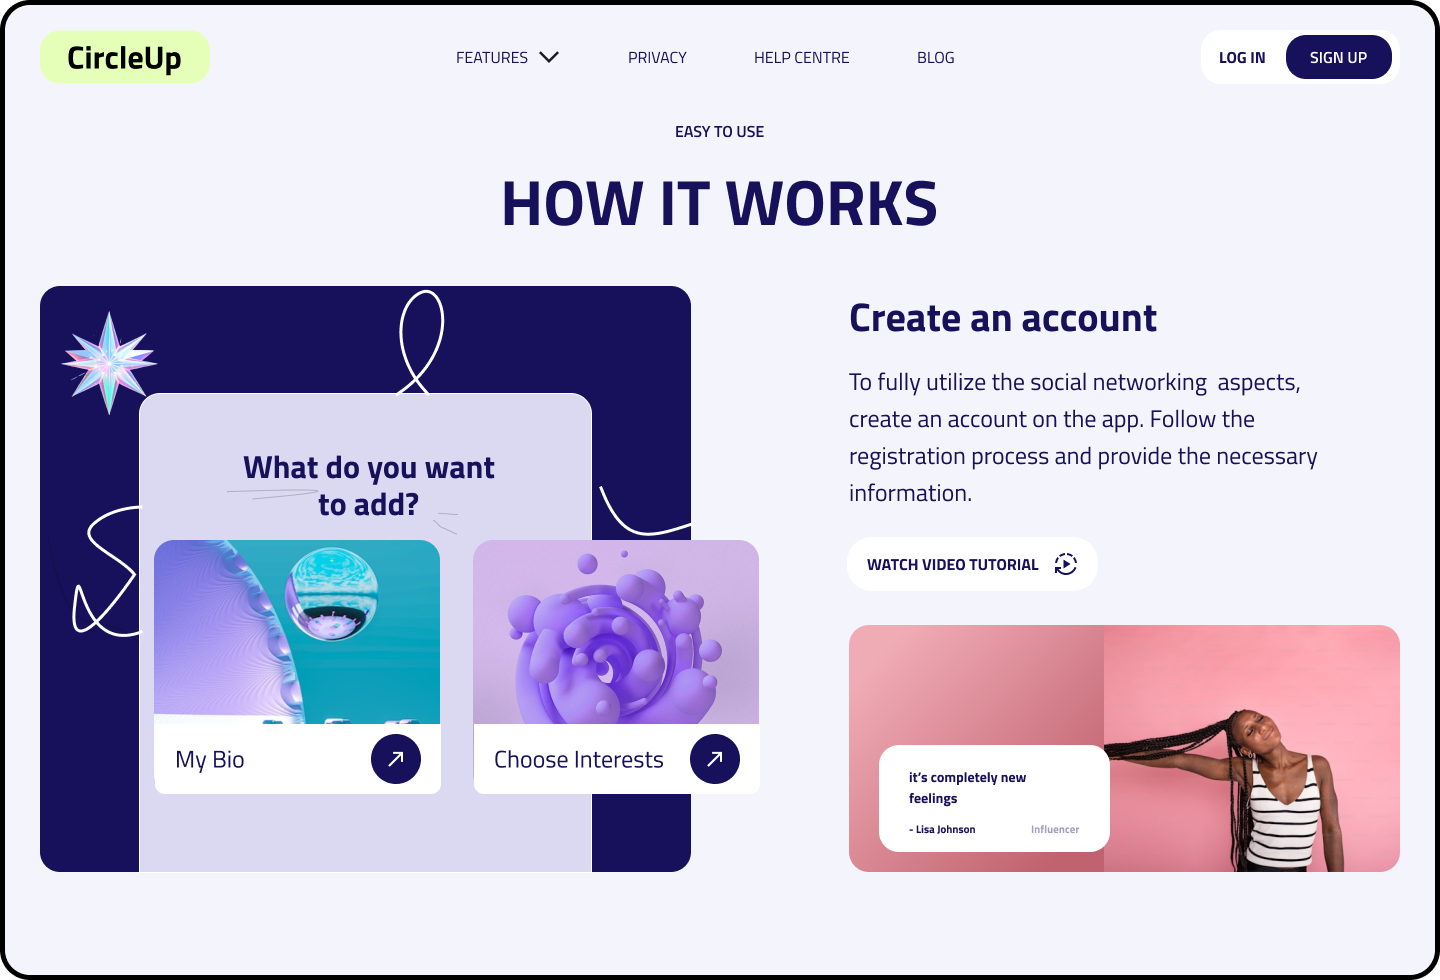 CircleUp
FEATURES
PRIVACY
HELP CENTRE
BLOG
LOG IN
SIGN UP
EASY TO USE
HOW IT WORKS
What do you want
to add?
My Bio
Choose Interests
Create an account
To fully utilize the social networking  aspects,
create an account on the app. Follow the
registration process and provide the necessary
information.
WATCH VIDEO TUTORIAL
it’s completely new
feelings
- Lisa Johnson
Influencer